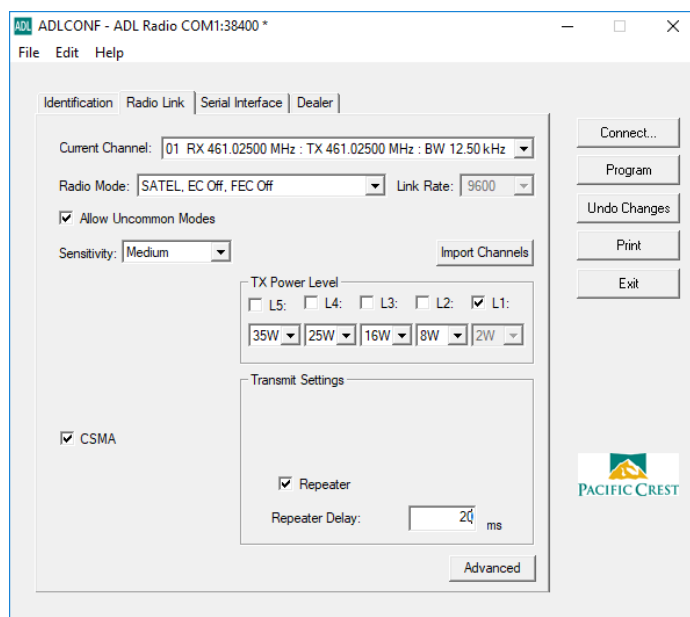 ADL ADLCONF - ADL Radio COM1:38400 *
File Edit Help
Identification Radio Link Serial Interface Dealer
Current Channel: 01 RX 461.02500 MHz : TX 461.02500 MHz : BW 12.50 kHz
Radio Mode: SATEL, EC Off, FEC Off Link Rate: 9600
Allow Uncommon Modes
Sensitivity: Medium Import Channels
TX Power Level
L5: L4: L3: L2: L1:
35W 25W 16W 8W 2W
Transmit Settings
CSMA
Repeater
Repeater Delay: 20 ms
Advanced
Connect...
Program
Undo Changes
Print
Exit
PACIFIC CREST